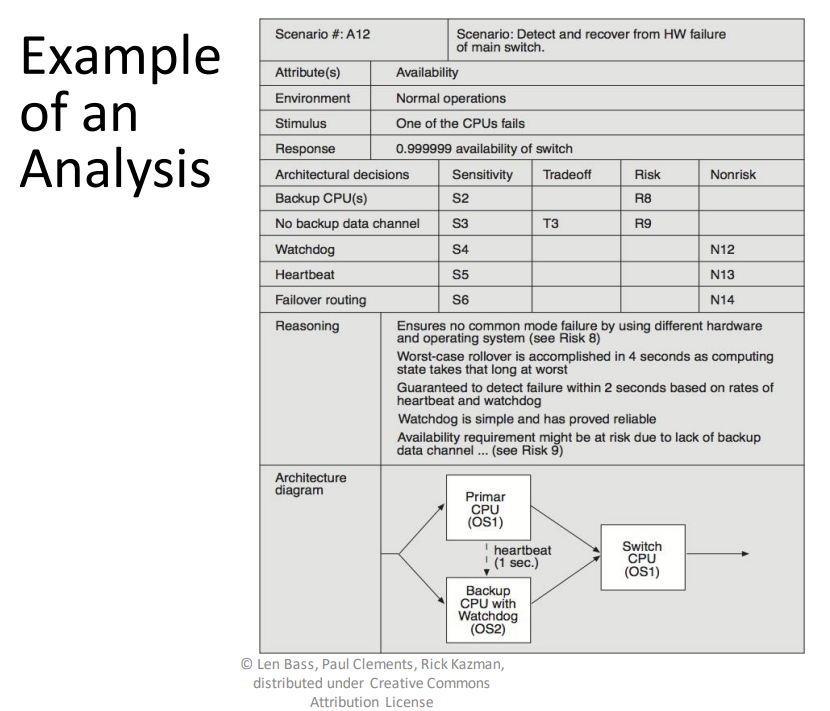 Example
of an
Analysis
Scenario #: A12
Scenario: Detect and recover from HW failure
of main switch.
Attribute(s) Availability
Environment Normal operations
Stimulus One of the CPUs fails
Response 0.999999 availability of switch
Architectural decisions Sensitivity Tradeoff Risk Nonrisk
Backup CPU(s) S2 R8
No backup data channel S3 T3 R9
Watchdog S4 N12
Heartbeat S5 N13
Failover routing S6 N14
Reasoning
Ensures no common mode failure by using different hardware
and operating system (see Risk 8)
Worst-case rollover is accomplished in 4 seconds as computing
state takes that long at worst
Guaranteed to detect failure within 2 seconds based on rates of
heartbeat and watchdog
Watchdog is simple and has proved reliable
Availability requirement might be at risk due to lack of backup
data channel ... (see Risk 9)
Architecture
diagram
Primar
CPU
(OS1)
heartbeat
(1 sec.)
Backup
CPU with
Watchdog
(OS2)
Switch
CPU
(OS1)
© Len Bass, Paul Clements, Rick Kazman,
distributed under Creative Commons
Attribution License